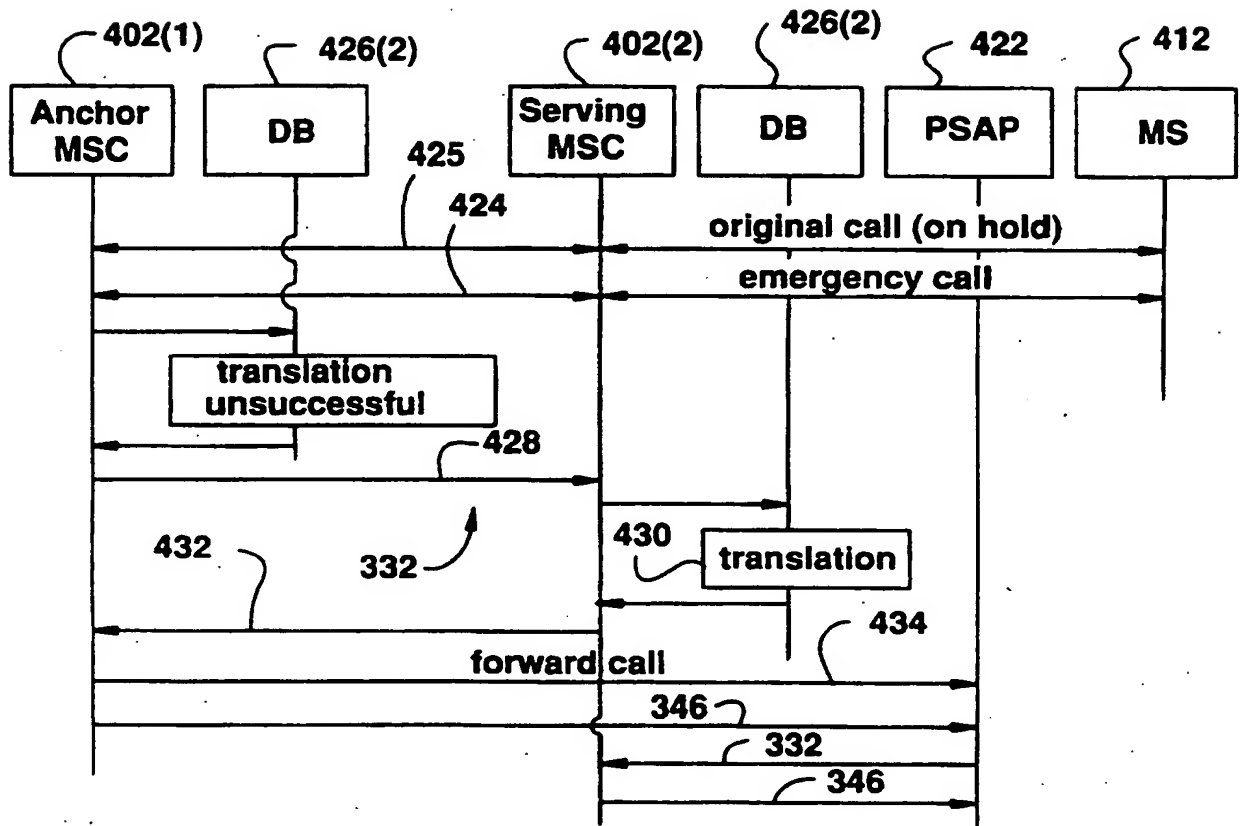 402(1)
426(2)
402(2)
426(2)
422
412
Anchor
MSC
DB
Serving
MSC
DB
PSAP
MS
425
424
original call (on hold)
emergency call
translation
unsuccessful
428
432
332
430
translation
434
forward call
346
332
346